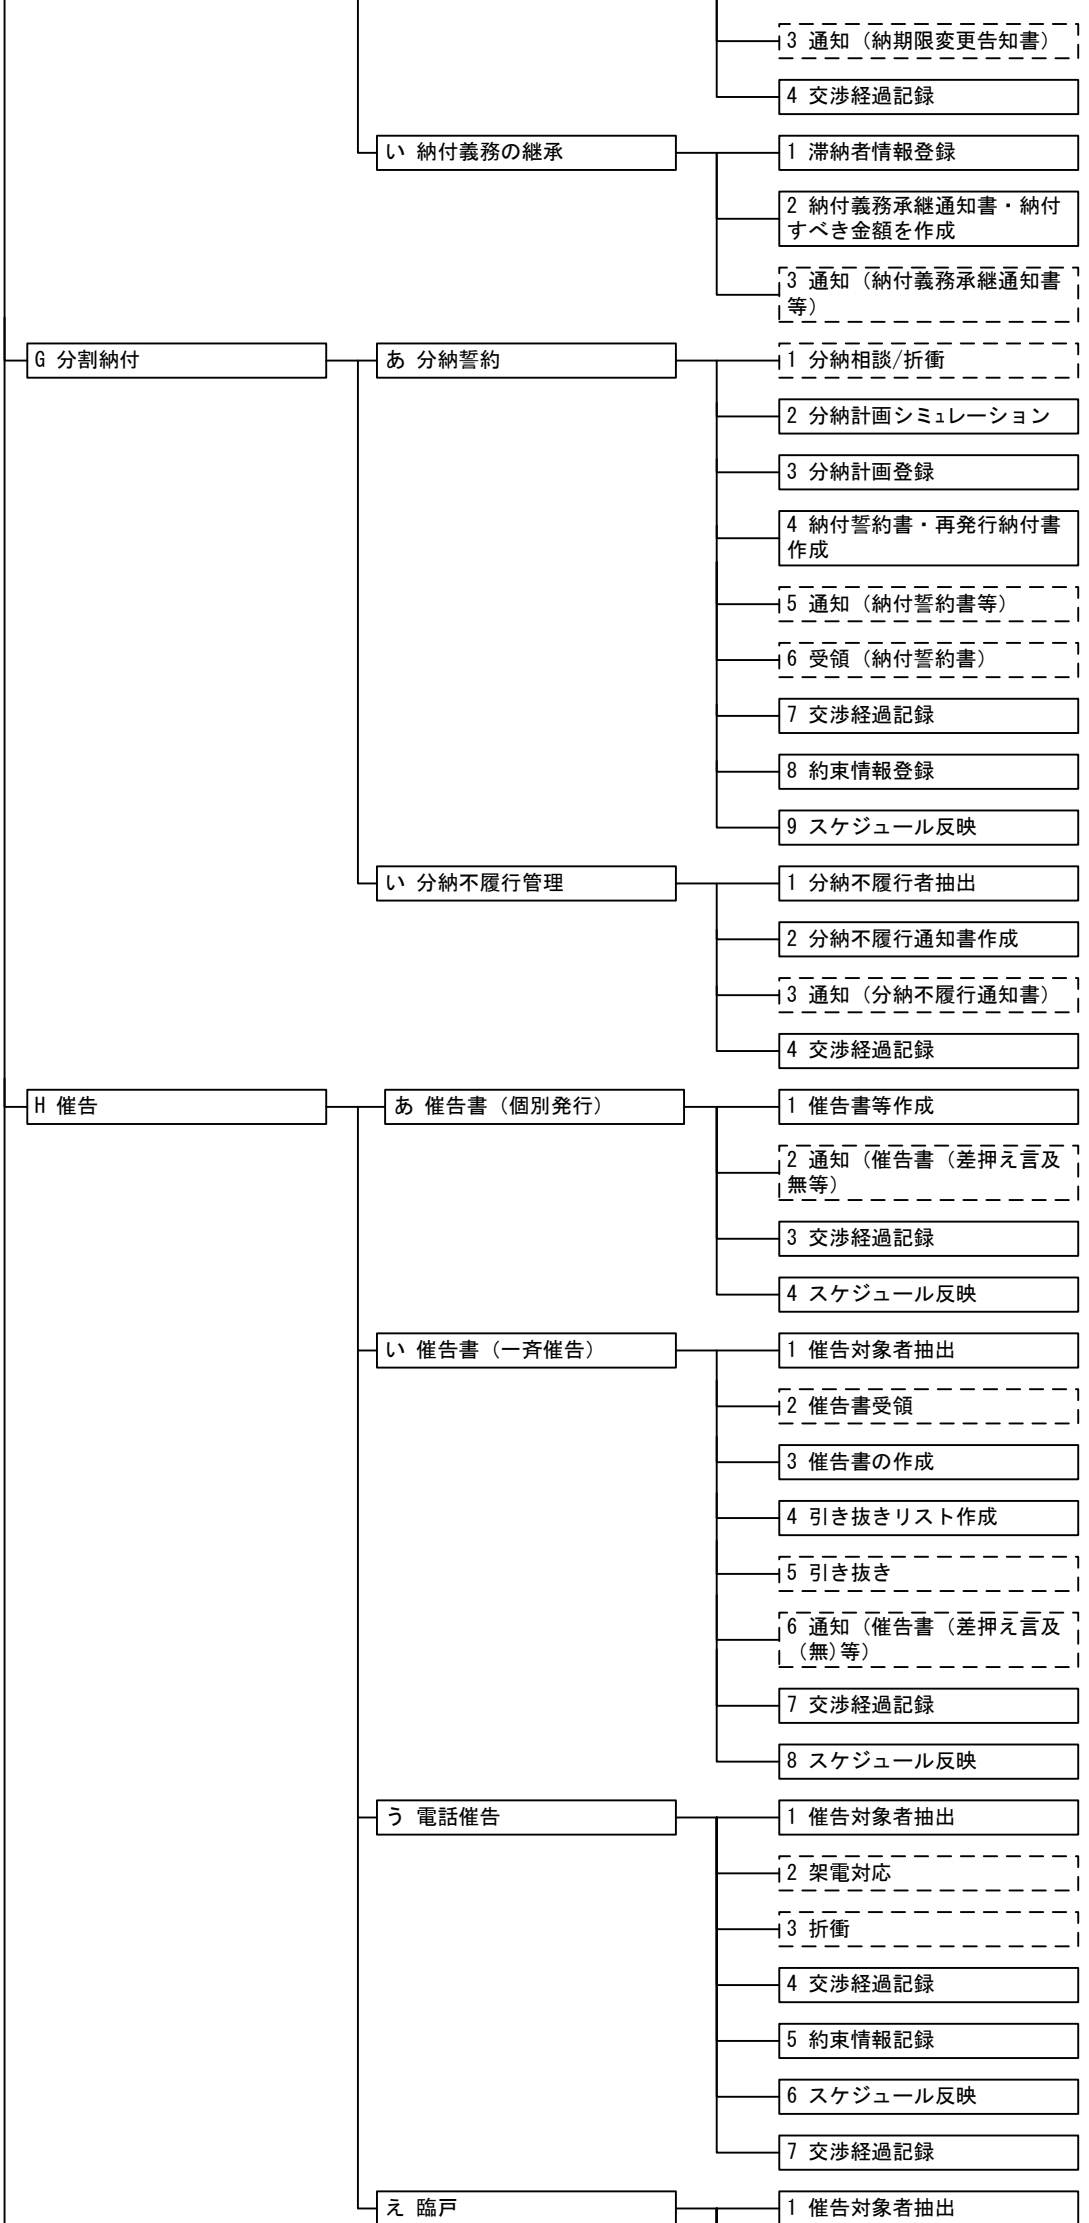 3 通知（納期限変更告知書）
4 交渉経過記録
い 納付義務の継承
1 滞納者情報登録
2 納付義務承継通知書・納付
すべき金額を作成
3 通知（納付義務承継通知書
等）
G 分割納付
あ 分納誓約
1 分納相談/折衝
2 分納計画シミュレーション
3 分納計画登録
4 納付誓約書・再発行納付書
作成
5 通知（納付誓約書等）
6 受領（納付誓約書）
7 交渉経過記録
8 約束情報登録
9 スケジュール反映
い 分納不履行管理
1 分納不履行者抽出
2 分納不履行通知書作成
3 通知（分納不履行通知書）
4 交渉経過記録
H 催告
あ 催告書（個別発行）
1 催告書等作成
2 通知（催告書（差押え言及
無等）
3 交渉経過記録
4 スケジュール反映
い 催告書（一斉催告）
1 催告対象者抽出
2 催告書受領
3 催告書の作成
4 引き抜きリスト作成
5 引き抜き
6 通知（催告書（差押え言及
（無)等）
7 交渉経過記録
8 スケジュール反映
う 電話催告
1 催告対象者抽出
2 架電対応
3 折衝
4 交渉経過記録
5 約束情報記録
6 スケジュール反映
7 交渉経過記録
え 臨戸
1 催告対象者抽出